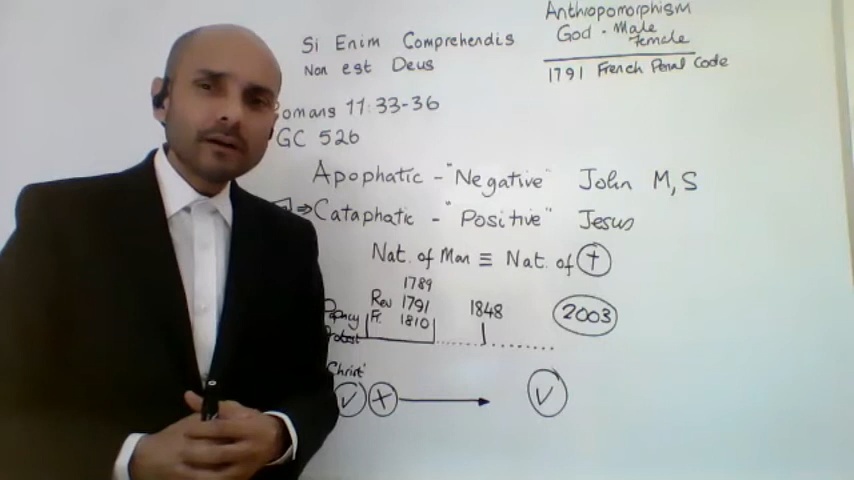 Si Enim Comprehendis
Non est Deus
Anthropomorphism
God - Male
Female
1791 French Penal Code
omans 11:33-36
GC 526
Apophatic - "Negative" John M, S
⇒ Cataphatic - "Positive" Jesus
Nat. of Man ≡ Nat. of †
1789
Rev 1791
Fr. 1810
1848
2003
Christ'